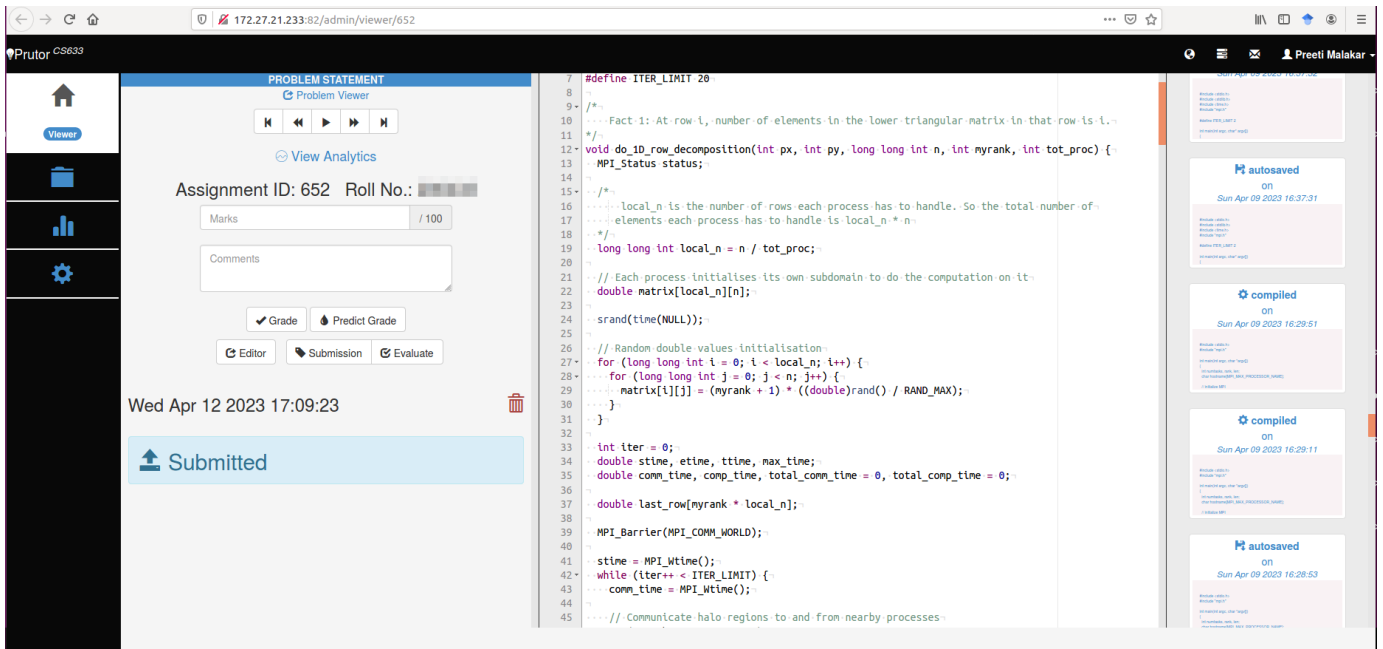 172.27.21.233:82/admin/viewer/652
Prutor CS633
Preeti Malakar
Viewer
PROBLEM STATEMENT
Problem Viewer
View Analytics
Assignment ID: 652 Roll No.:
Marks
/ 100
Comments
Grade
Predict Grade
Editor
Submission
Evaluate
Wed Apr 12 2023 17:09:23
Submitted
7 #define ITER_LIMIT 20
8
9 /*
10 Fact 1: At row i, number of elements in the lower triangular matrix in that row is i.
11 */
12 void do_1D_row_decomposition(int px, int py, long long int n, int myrank, int tot_proc) {
13 MPI_Status status;
14
15 /*
16 local_n is the number of rows each process has to handle. So the total number of
17 elements each process has to handle is local_n * n
18 */
19 long long int local_n = n / tot_proc;
20
21 // Each process initialises its own subdomain to do the computation on it
22 double matrix[local_n][n];
23
24 srand(time(NULL));
25
26 // Random double values initialisation
27 for (long long int i = 0; i < local_n; i++) {
28 for (long long int j = 0; j < n; j++) {
29 matrix[i][j] = (myrank + 1) * ((double)rand() / RAND_MAX);
30 }
31 }
32
33 int iter = 0;
34 double stime, etime, ttime, max_time;
35 double comm_time, comp_time, total_comm_time = 0, total_comp_time = 0;
36
37 double last_row[myrank * local_n];
38
39 MPI_Barrier(MPI_COMM_WORLD);
40
41 stime = MPI_Wtime();
42 while (iter++ < ITER_LIMIT) {
43 comm_time = MPI_Wtime();
44
45 // Communicate halo regions to and from nearby processes
Sun Apr 09 2023 16:37:32
autosaved
on
Sun Apr 09 2023 16:37:31
compiled
on
Sun Apr 09 2023 16:29:51
compiled
on
Sun Apr 09 2023 16:29:11
autosaved
on
Sun Apr 09 2023 16:28:53